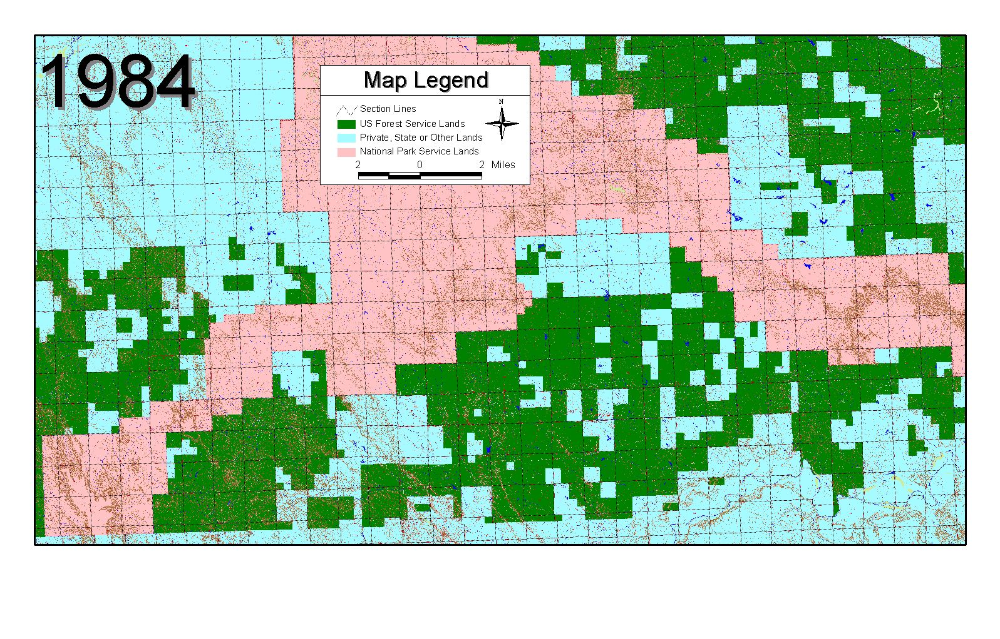 1984
Map Legend
N
Section Lines
US Forest Service Lands
Private, State or Other Lands
National Park Service Lands
2 0 2 Miles